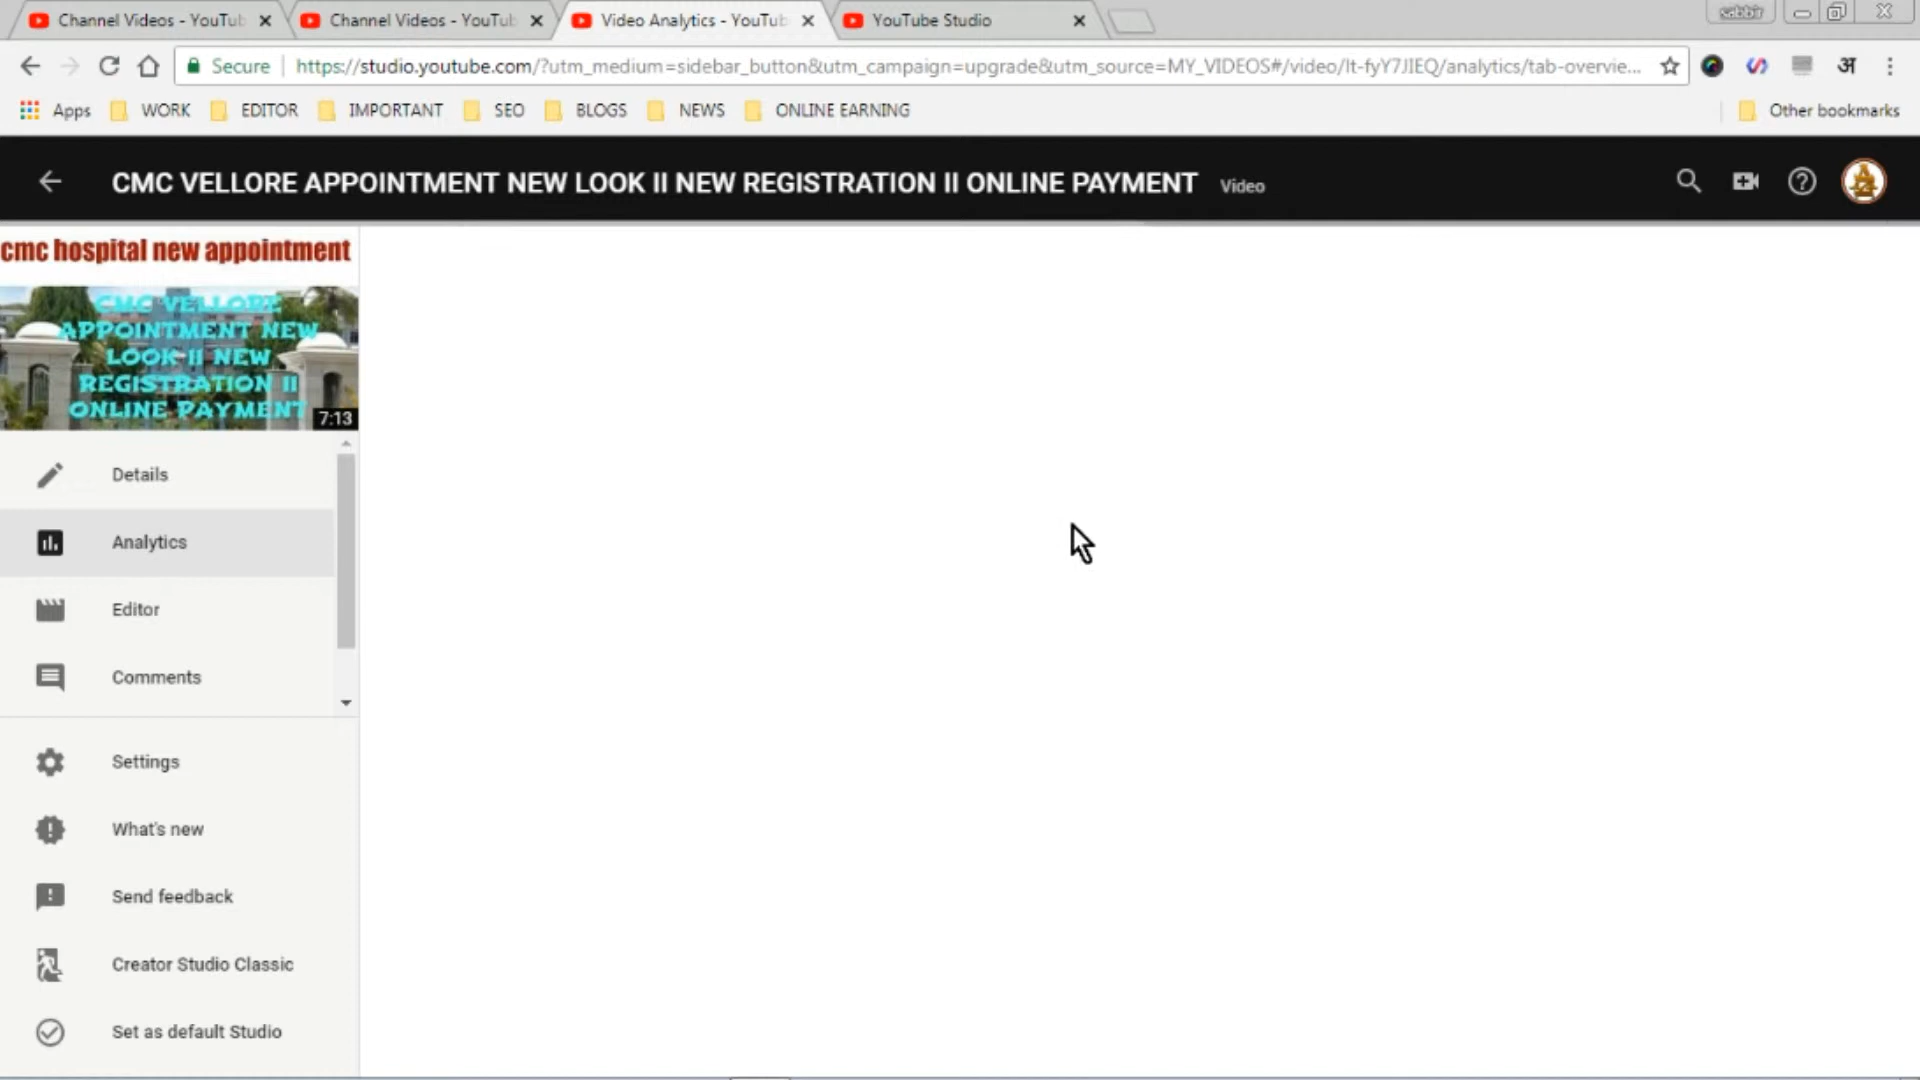 Channel Videos - YouTub
Channel Videos - YouTub
Video Analytics - YouTub
YouTube Studio
sabbir
Secure
https://studio.youtube.com/?utm_medium=sidebar_button&utm_campaign=upgrade&utm_source=MY_VIDEOS#/video/It-fyY7JIEQ/analytics/tab-overvie...
अ
Apps
WORK
EDITOR
IMPORTANT
SEO
BLOGS
NEWS
ONLINE EARNING
Other bookmarks
CMC VELLORE APPOINTMENT NEW LOOK II NEW REGISTRATION II ONLINE PAYMENT
Video
cmc hospital new appointment
CMC VELLORE
APPOINTMENT NEW
LOOK II NEW
REGISTRATION II
ONLINE PAYMENT
7:13
Details
Analytics
Editor
Comments
Settings
What's new
Send feedback
Creator Studio Classic
Set as default Studio